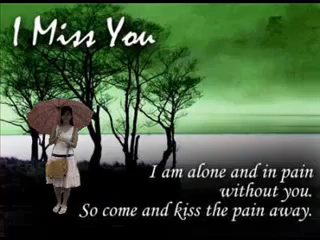 I Miss You
I am alone and in pain
without you.
So come and kiss the pain away.